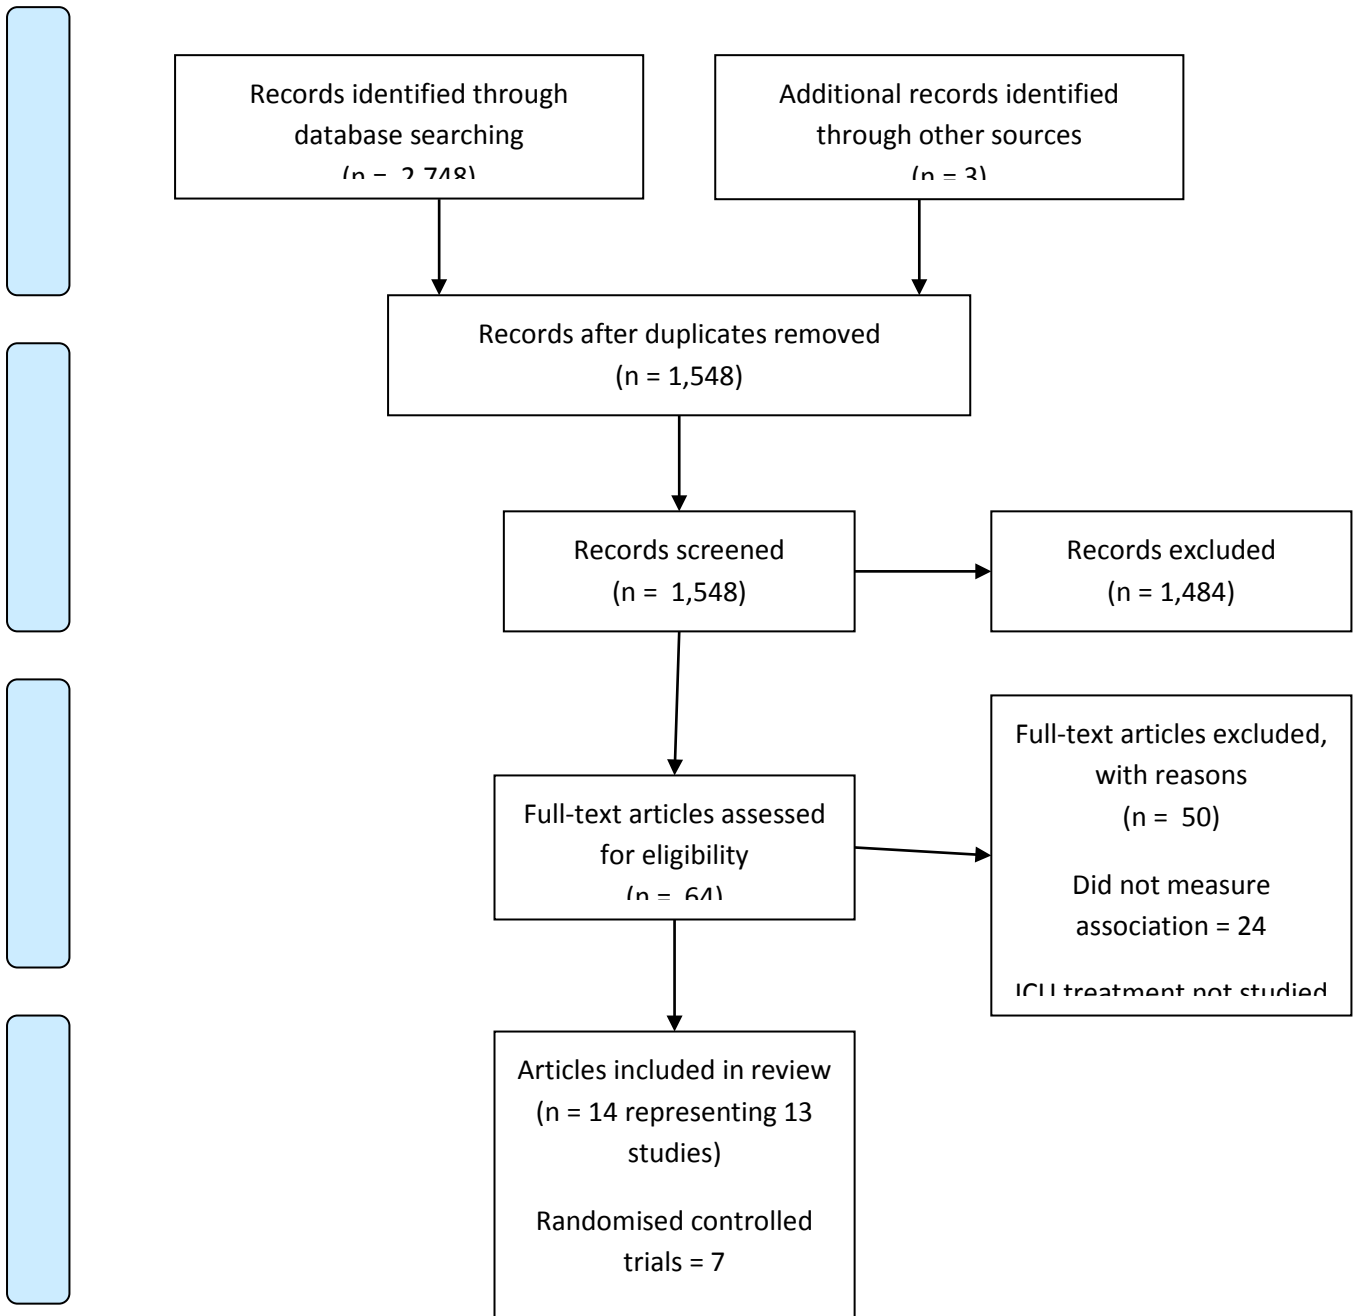 Records identified through
database searching
(n = 2,748)
Additional records identified
through other sources
(n = 3)
Records after duplicates removed
(n = 1,548)
Records screened
(n = 1,548)
Records excluded
(n = 1,484)
Full-text articles assessed
for eligibility
(n = 64)
Full-text articles excluded,
with reasons
(n = 50)
Did not measure
association = 24
ICU treatment not studied
Articles included in review
(n = 14 representing 13
studies)
Randomised controlled
trials = 7